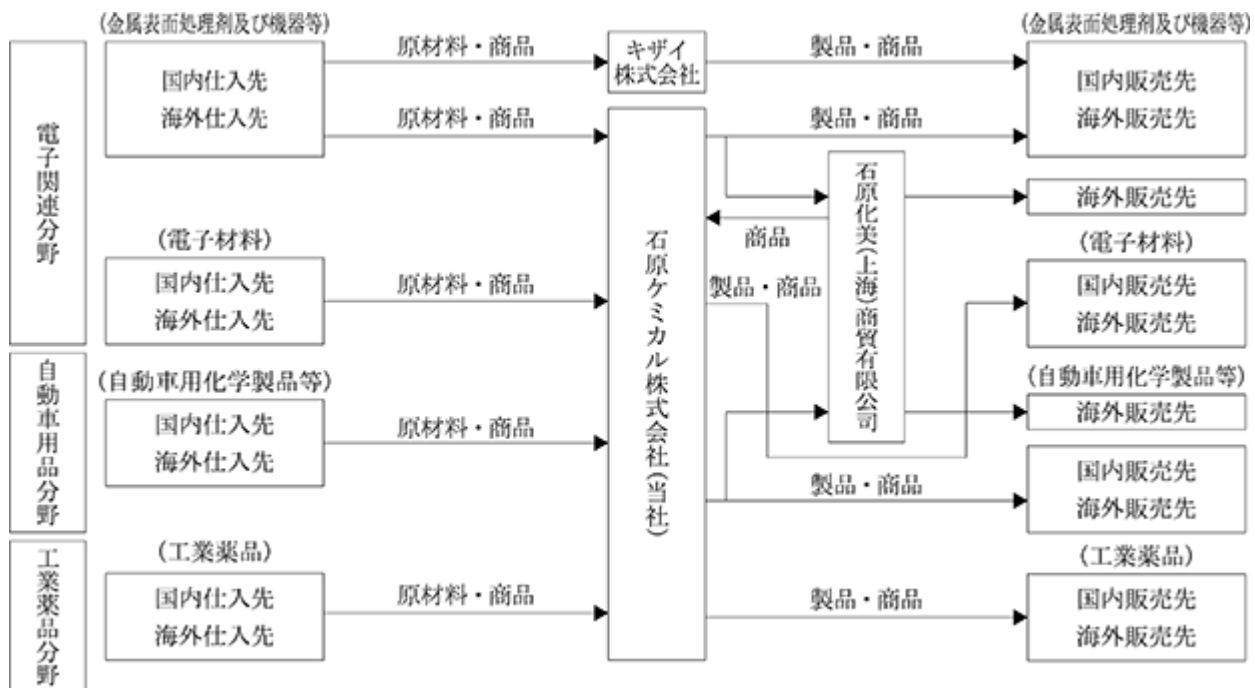 (金属表面処理剤及び機器等)
国内仕入先
海外仕入先
原材料・商品
キザイ
株式会社
製品・商品
(金属表面処理剤及び機器等)
国内販売先
海外販売先
電子関連分野
原材料・商品
製品・商品
石原ケミカル株式会社(当社)
石原化美(上海)商貿有限公司
海外販売先
商品
(電子材料)
国内仕入先
海外仕入先
原材料・商品
製品・商品
(電子材料)
国内販売先
海外販売先
自動車用品分野
(自動車用化学製品等)
国内仕入先
海外仕入先
原材料・商品
(自動車用化学製品等)
海外販売先
製品・商品
国内販売先
海外販売先
工業薬品分野
(工業薬品)
国内仕入先
海外仕入先
原材料・商品
製品・商品
(工業薬品)
国内販売先
海外販売先